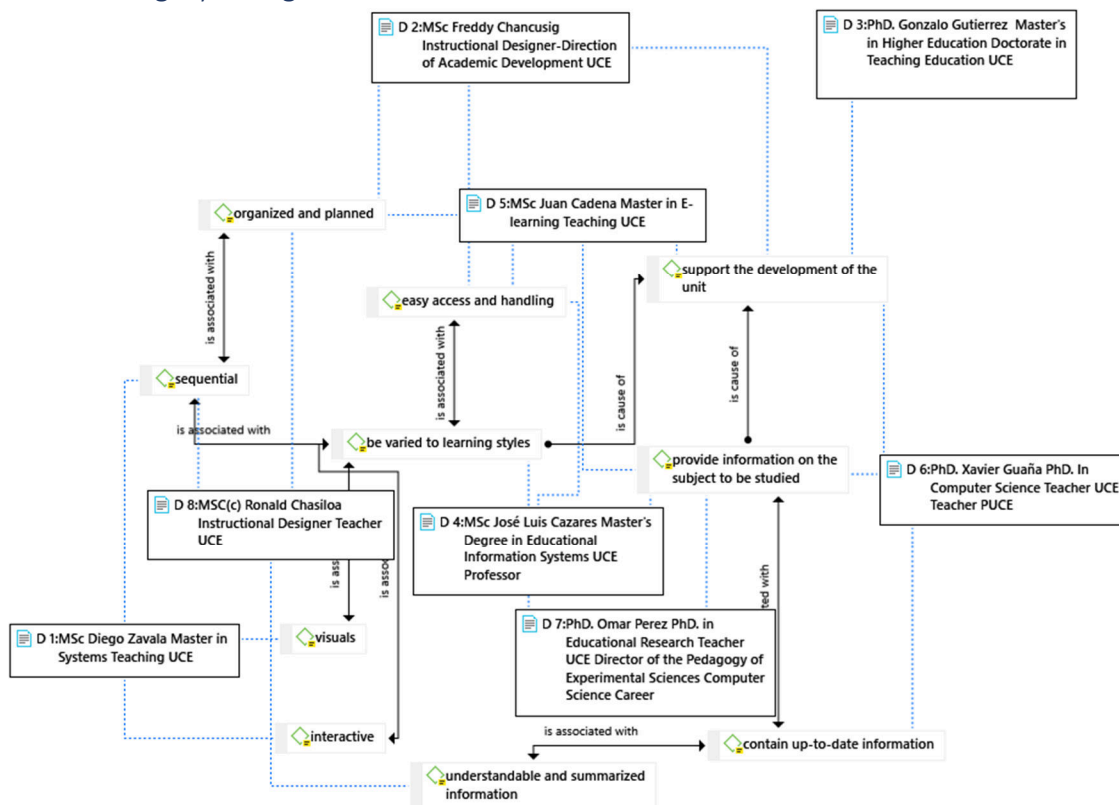 D 2:MSc Freddy Chancusig
Instructional Designer-Direction
of Academic Development UCE
D 3:PhD. Gonzalo Gutierrez Master's
in Higher Education Doctorate in
Teaching Education UCE
organized and planned
D 5:MSc Juan Cadena Master in E-
learning Teaching UCE
is associated with
support the development of the
unit
easy access and handling
is associated with
is cause of
is cause of
sequential
is associated with
be varied to learning styles
provide information on the
subject to be studied
D 6:PhD. Xavier Guaña PhD. In
Computer Science Teacher UCE
Teacher PUCE
D 8:MSC(c) Ronald Chasiloa
Instructional Designer Teacher
UCE
D 4:MSc José Luis Cazares Master's
Degree in Educational
Information Systems UCE
Professor
D 1:MSc Diego Zavala Master in
Systems Teaching UCE
visuals
D 7:PhD. Omar Perez PhD. in
Educational Research Teacher
UCE Director of the Pedagogy of
Experimental Sciences Computer
Science Career
interactive
is associated with
contain up-to-date information
understandable and summarized
information